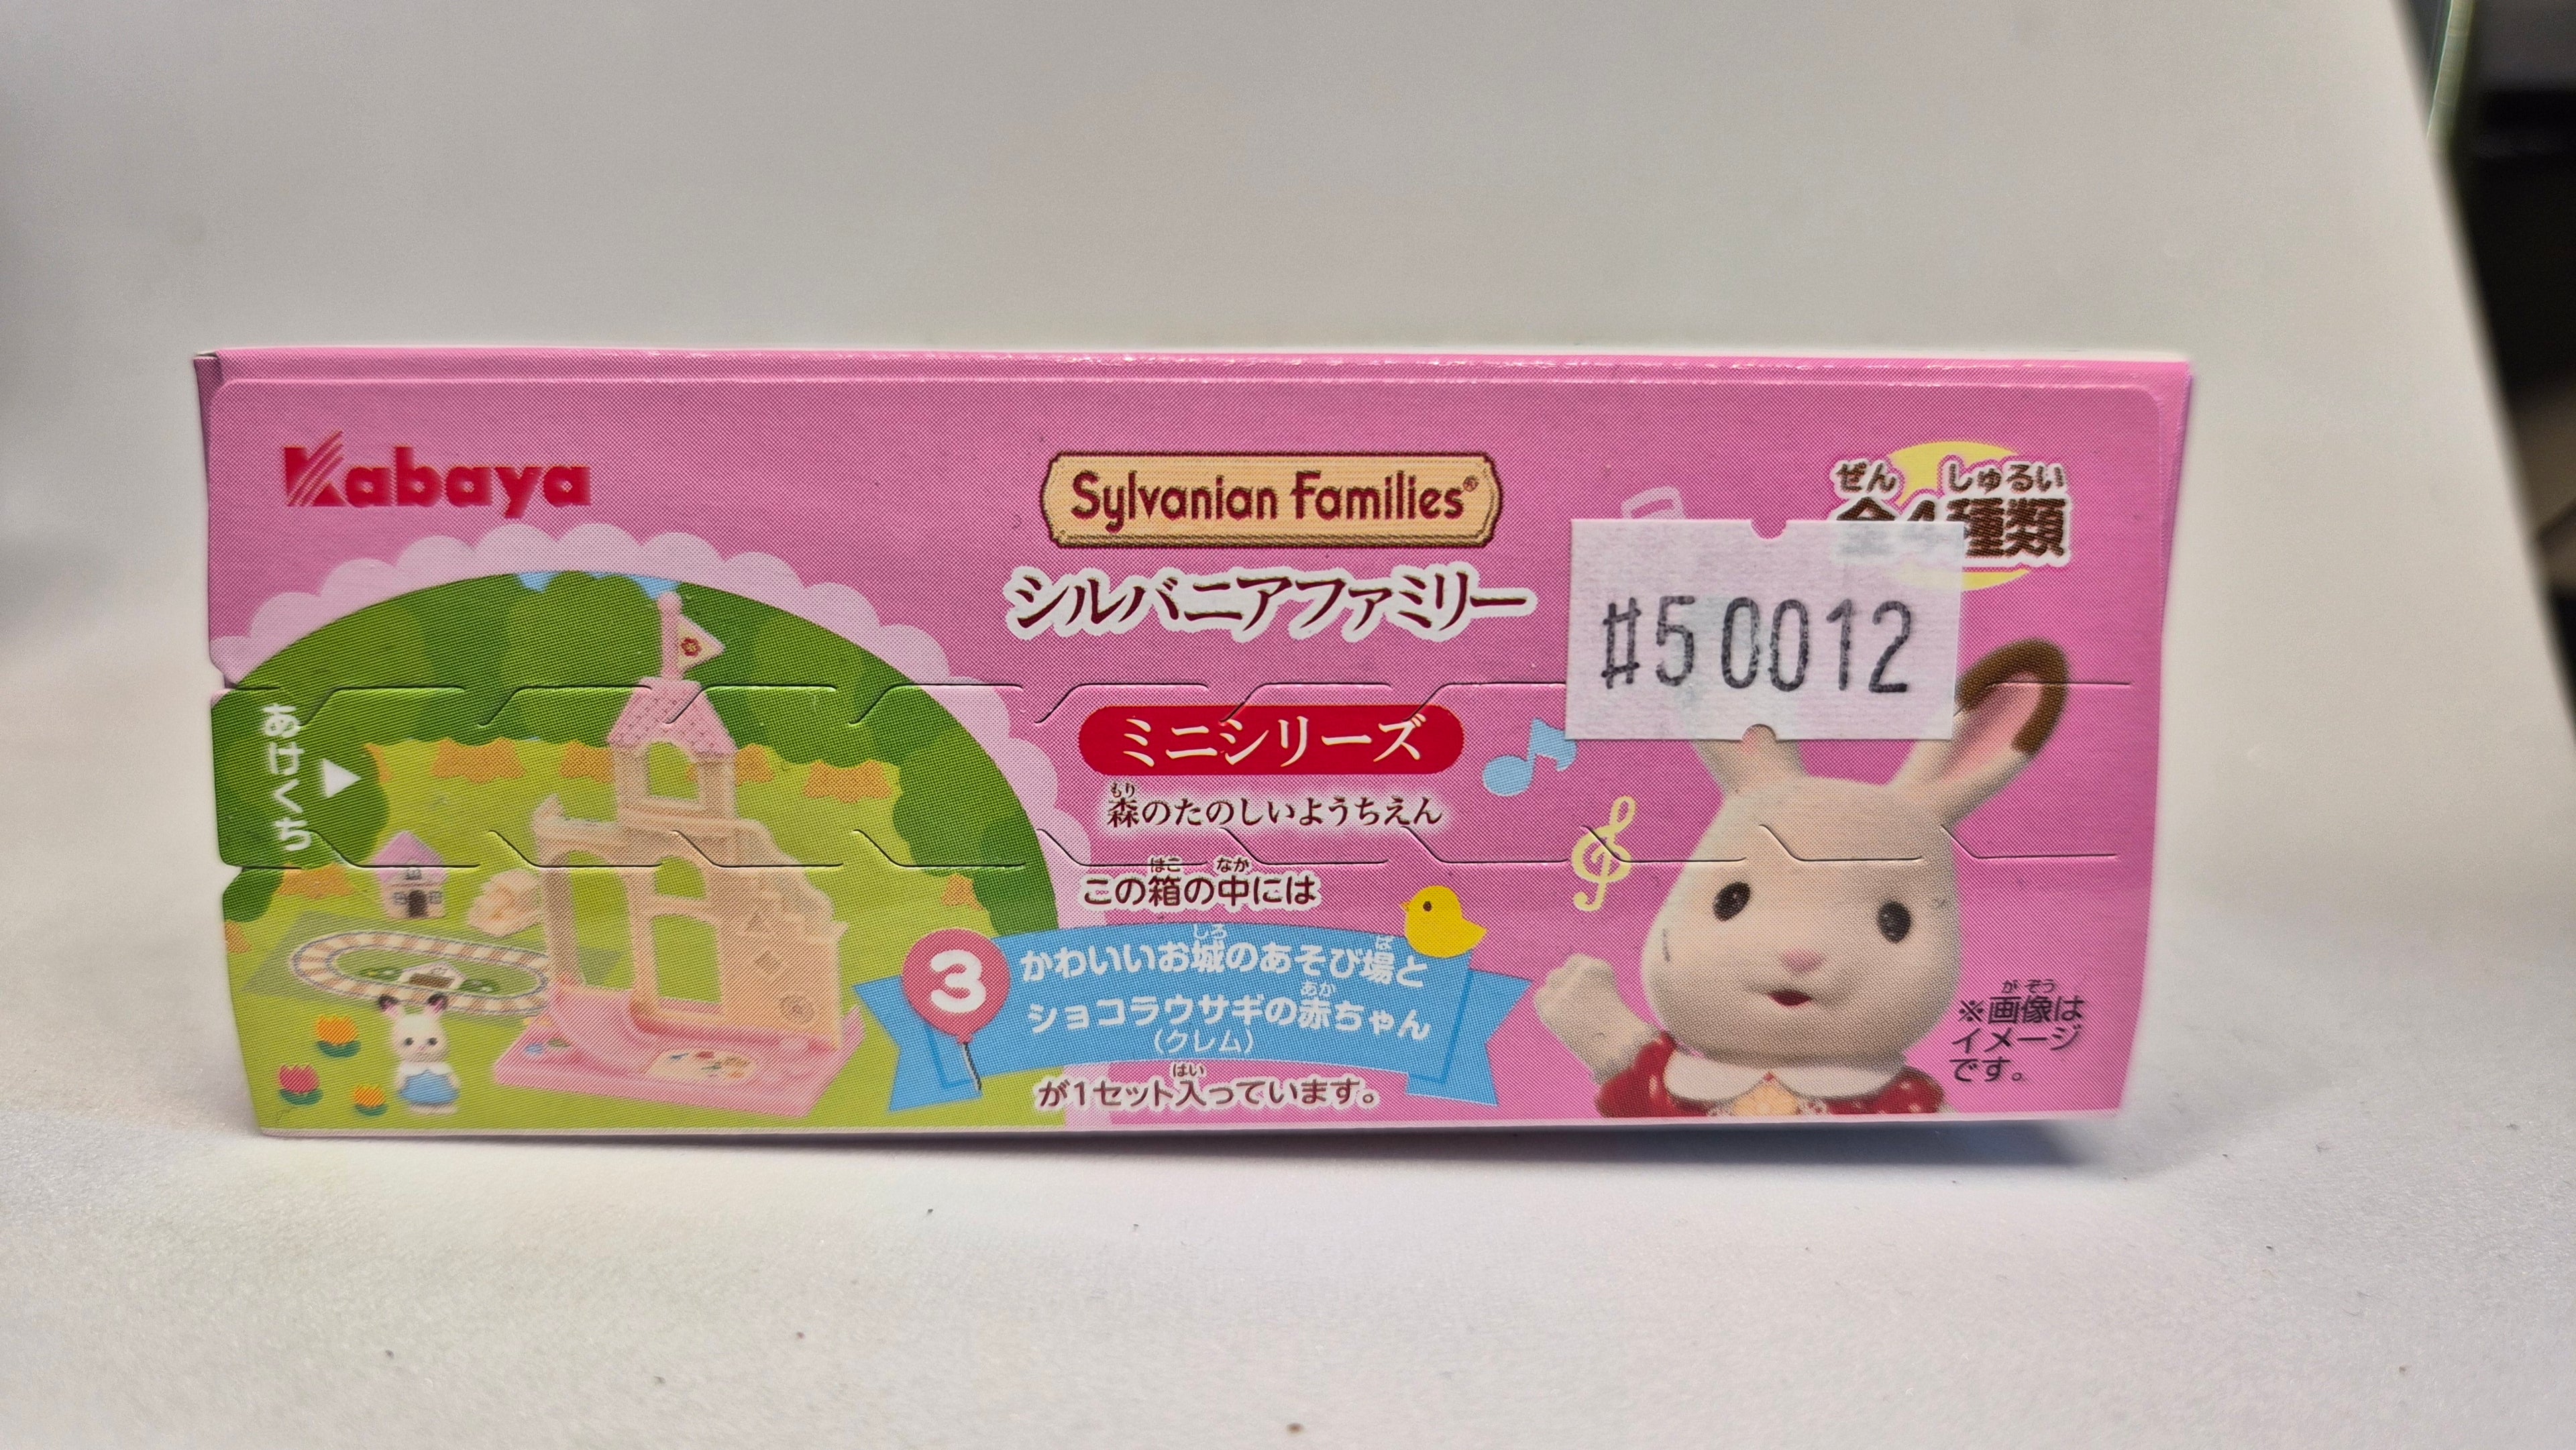 Kabaya
Sylvanian Families®
シルバニアファミリー
ぜん しゅるい
全4種類
#50012
あけくち
ミニシリーズ
もり
森のたのしいようちえん
はこ なか
この箱の中には
3
しろ ば
かわいいお城のあそび場と
あか
ショコラウサギの赤ちゃん
(クレム)
はい
が1セット入っています。
がぞう
※画像は
イメージ
です。